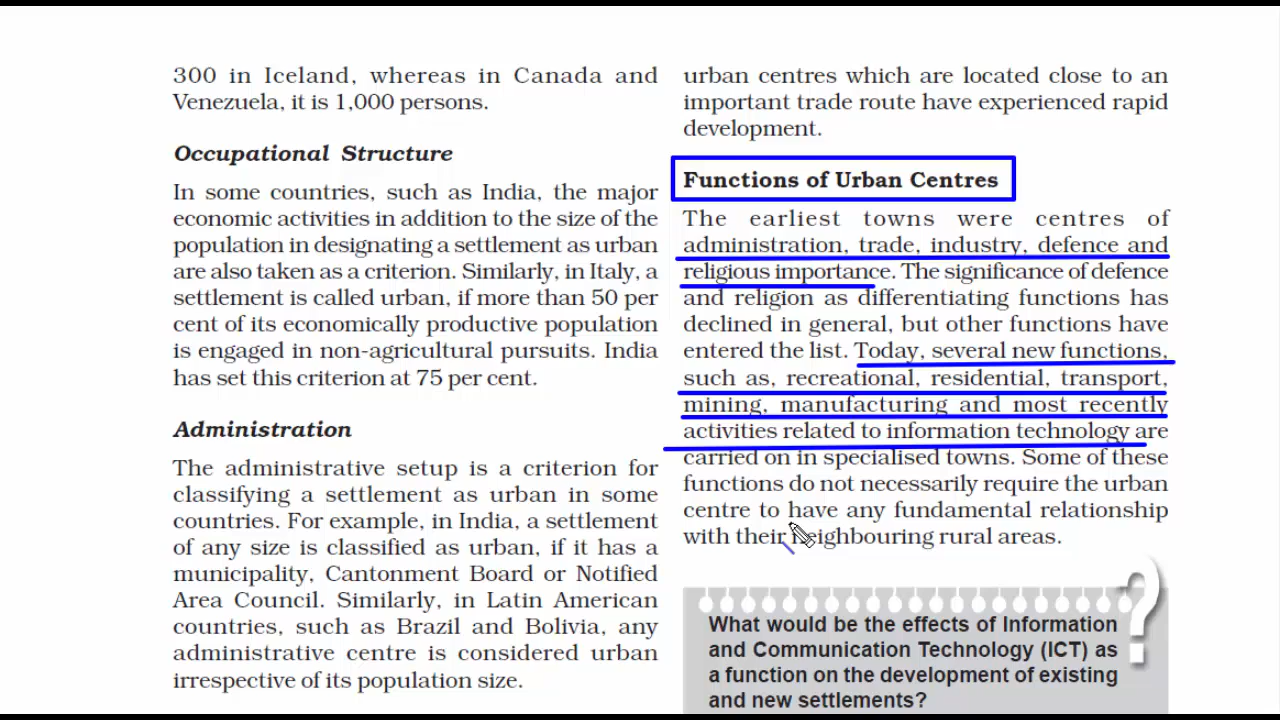 300 in Iceland, whereas in Canada and
Venezuela, it is 1,000 persons.
Occupational Structure
In some countries, such as India, the major
economic activities in addition to the size of the
population in designating a settlement as urban
are also taken as a criterion. Similarly, in Italy, a
settlement is called urban, if more than 50 per
cent of its economically productive population
is engaged in non-agricultural pursuits. India
has set this criterion at 75 per cent.
Administration
The administrative setup is a criterion for
classifying a settlement as urban in some
countries. For example, in India, a settlement
of any size is classified as urban, if it has a
municipality, Cantonment Board or Notified
Area Council. Similarly, in Latin American
countries, such as Brazil and Bolivia, any
administrative centre is considered urban
irrespective of its population size.
urban centres which are located close to an
important trade route have experienced rapid
development.
Functions of Urban Centres
The earliest towns were centres of
administration, trade, industry, defence and
religious importance. The significance of defence
and religion as differentiating functions has
declined in general, but other functions have
entered the list. Today, several new functions,
such as, recreational, residential, transport,
mining, manufacturing and most recently
activities related to information technology are
carried on in specialised towns. Some of these
functions do not necessarily require the urban
centre to have any fundamental relationship
with their neighbouring rural areas.
?
What would be the effects of Information
and Communication Technology (ICT) as
a function on the development of existing
and new settlements?